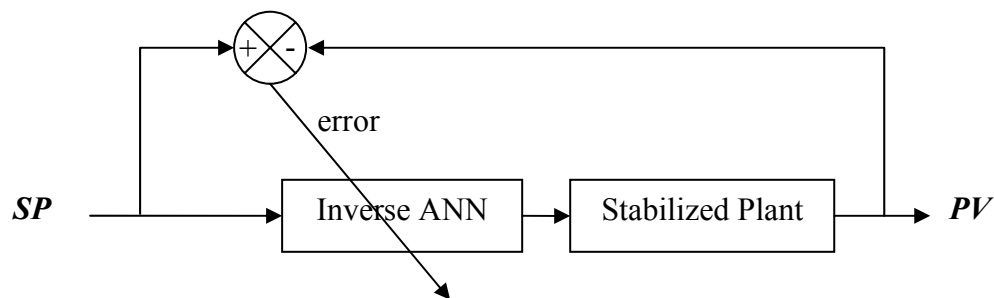 + -
error
SP
Inverse ANN
Stabilized Plant
PV